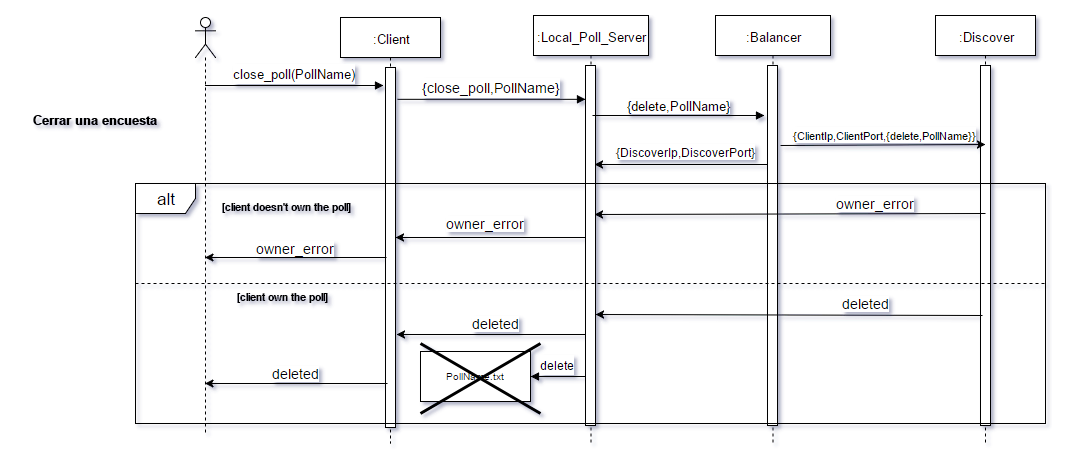 :Client
:Local_Poll_Server
:Balancer
:Discover
close_poll(PollName)
{close_poll,PollName}
{delete,PollName}
Cerrar una encuesta
{ClientIp,ClientPort,{delete,PollName}}
{DiscoverIp,DiscoverPort}
alt
[client doesn't own the poll]
owner_error
owner_error
owner_error
[client own the poll]
deleted
deleted
delete
PollName.txt
deleted